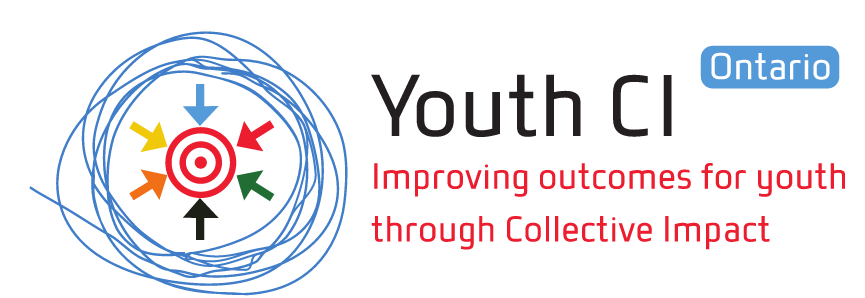 Youth CI
Ontario
Improving outcomes for youth
through Collective Impact